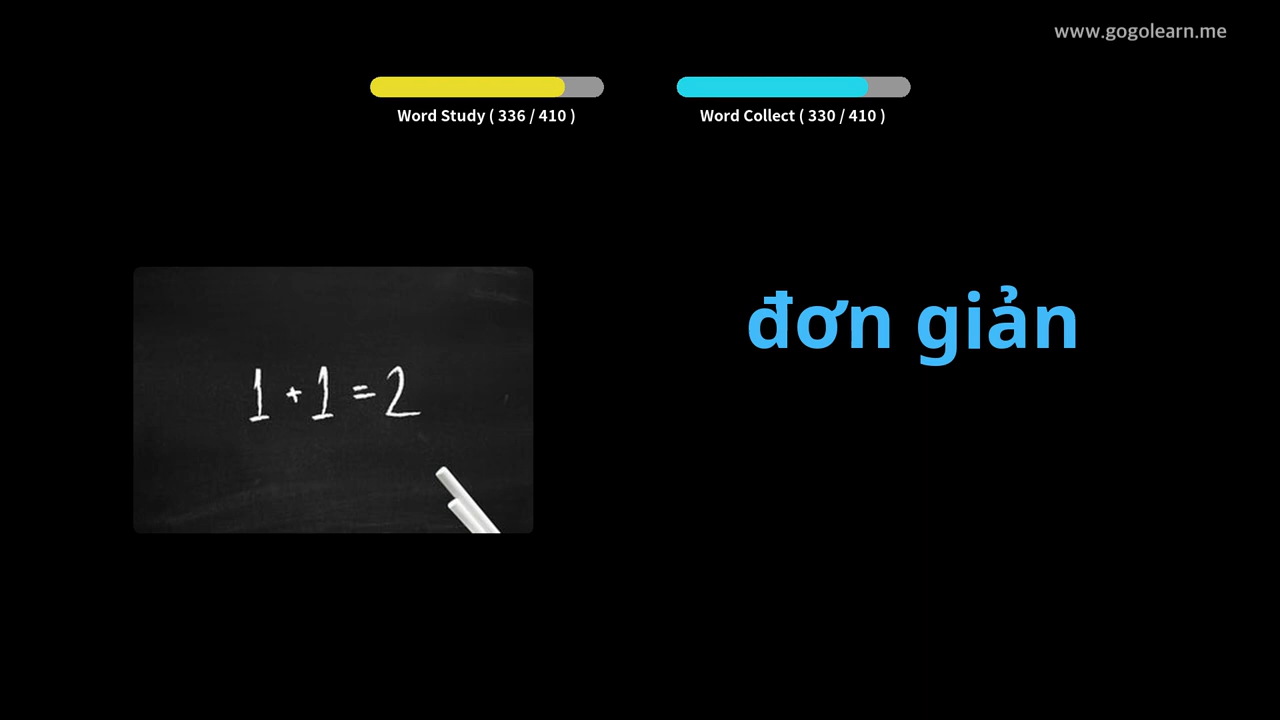 www.gogolearn.me
Word Study ( 336 / 410 )
Word Collect ( 330 / 410 )
đơn giản
1 + 1 = 2